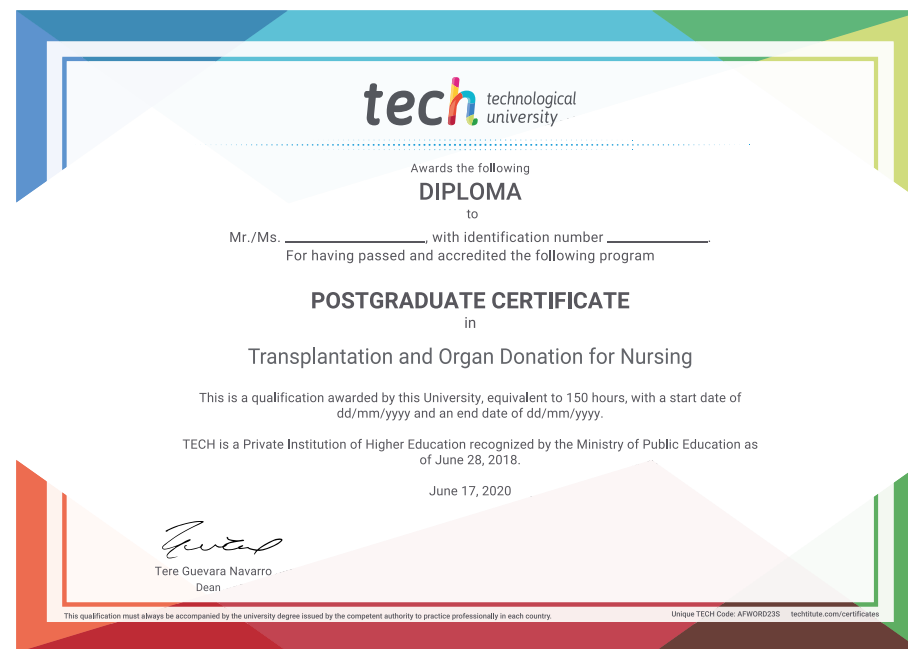 tech technological
university
Awards the following
DIPLOMA
to
Mr./Ms. ____________________, with identification number ______________.
For having passed and accredited the following program
POSTGRADUATE CERTIFICATE
in
Transplantation and Organ Donation for Nursing
This is a qualification awarded by this University, equivalent to 150 hours, with a start date of
dd/mm/yyyy and an end date of dd/mm/yyyy.
TECH is a Private Institution of Higher Education recognized by the Ministry of Public Education as
of June 28, 2018.
June 17, 2020
Tere Guevara Navarro
Dean
This qualification must always be accompanied by the university degree issued by the competent authority to practice professionally in each country.
Unique TECH Code: AFWORD23S techtitute.com/certificates